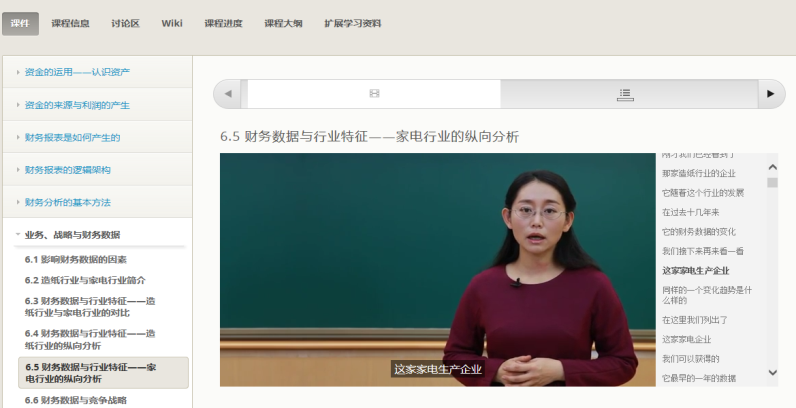 课件 课程信息 讨论区 Wiki 课程进度 课程大纲 扩展学习资料
资金的运用——认识资产
资金的来源与利润的产生
财务报表是如何产生的
财务报表的逻辑架构
财务分析的基本方法
业务、战略与财务数据
6.1 影响财务数据的因素
6.2 造纸行业与家电行业简介
6.3 财务数据与行业特征——造
纸行业与家电行业的对比
6.4 财务数据与行业特征——造
纸行业的纵向分析
6.5 财务数据与行业特征——家
电行业的纵向分析
6.6 财务数据与竞争战略
6.5 财务数据与行业特征——家电行业的纵向分析
这家家电生产企业
刚才我们已经看到了
那家造纸行业的企业
它随着这个行业的发展
在过去十几年来
它的财务数据的变化
我们接下来再来看一看
这家家电生产企业
同样的一个变化趋势是什
么样的
在这里我们列出了
这家家电企业
我们可以获得的
它最早的一年的数据